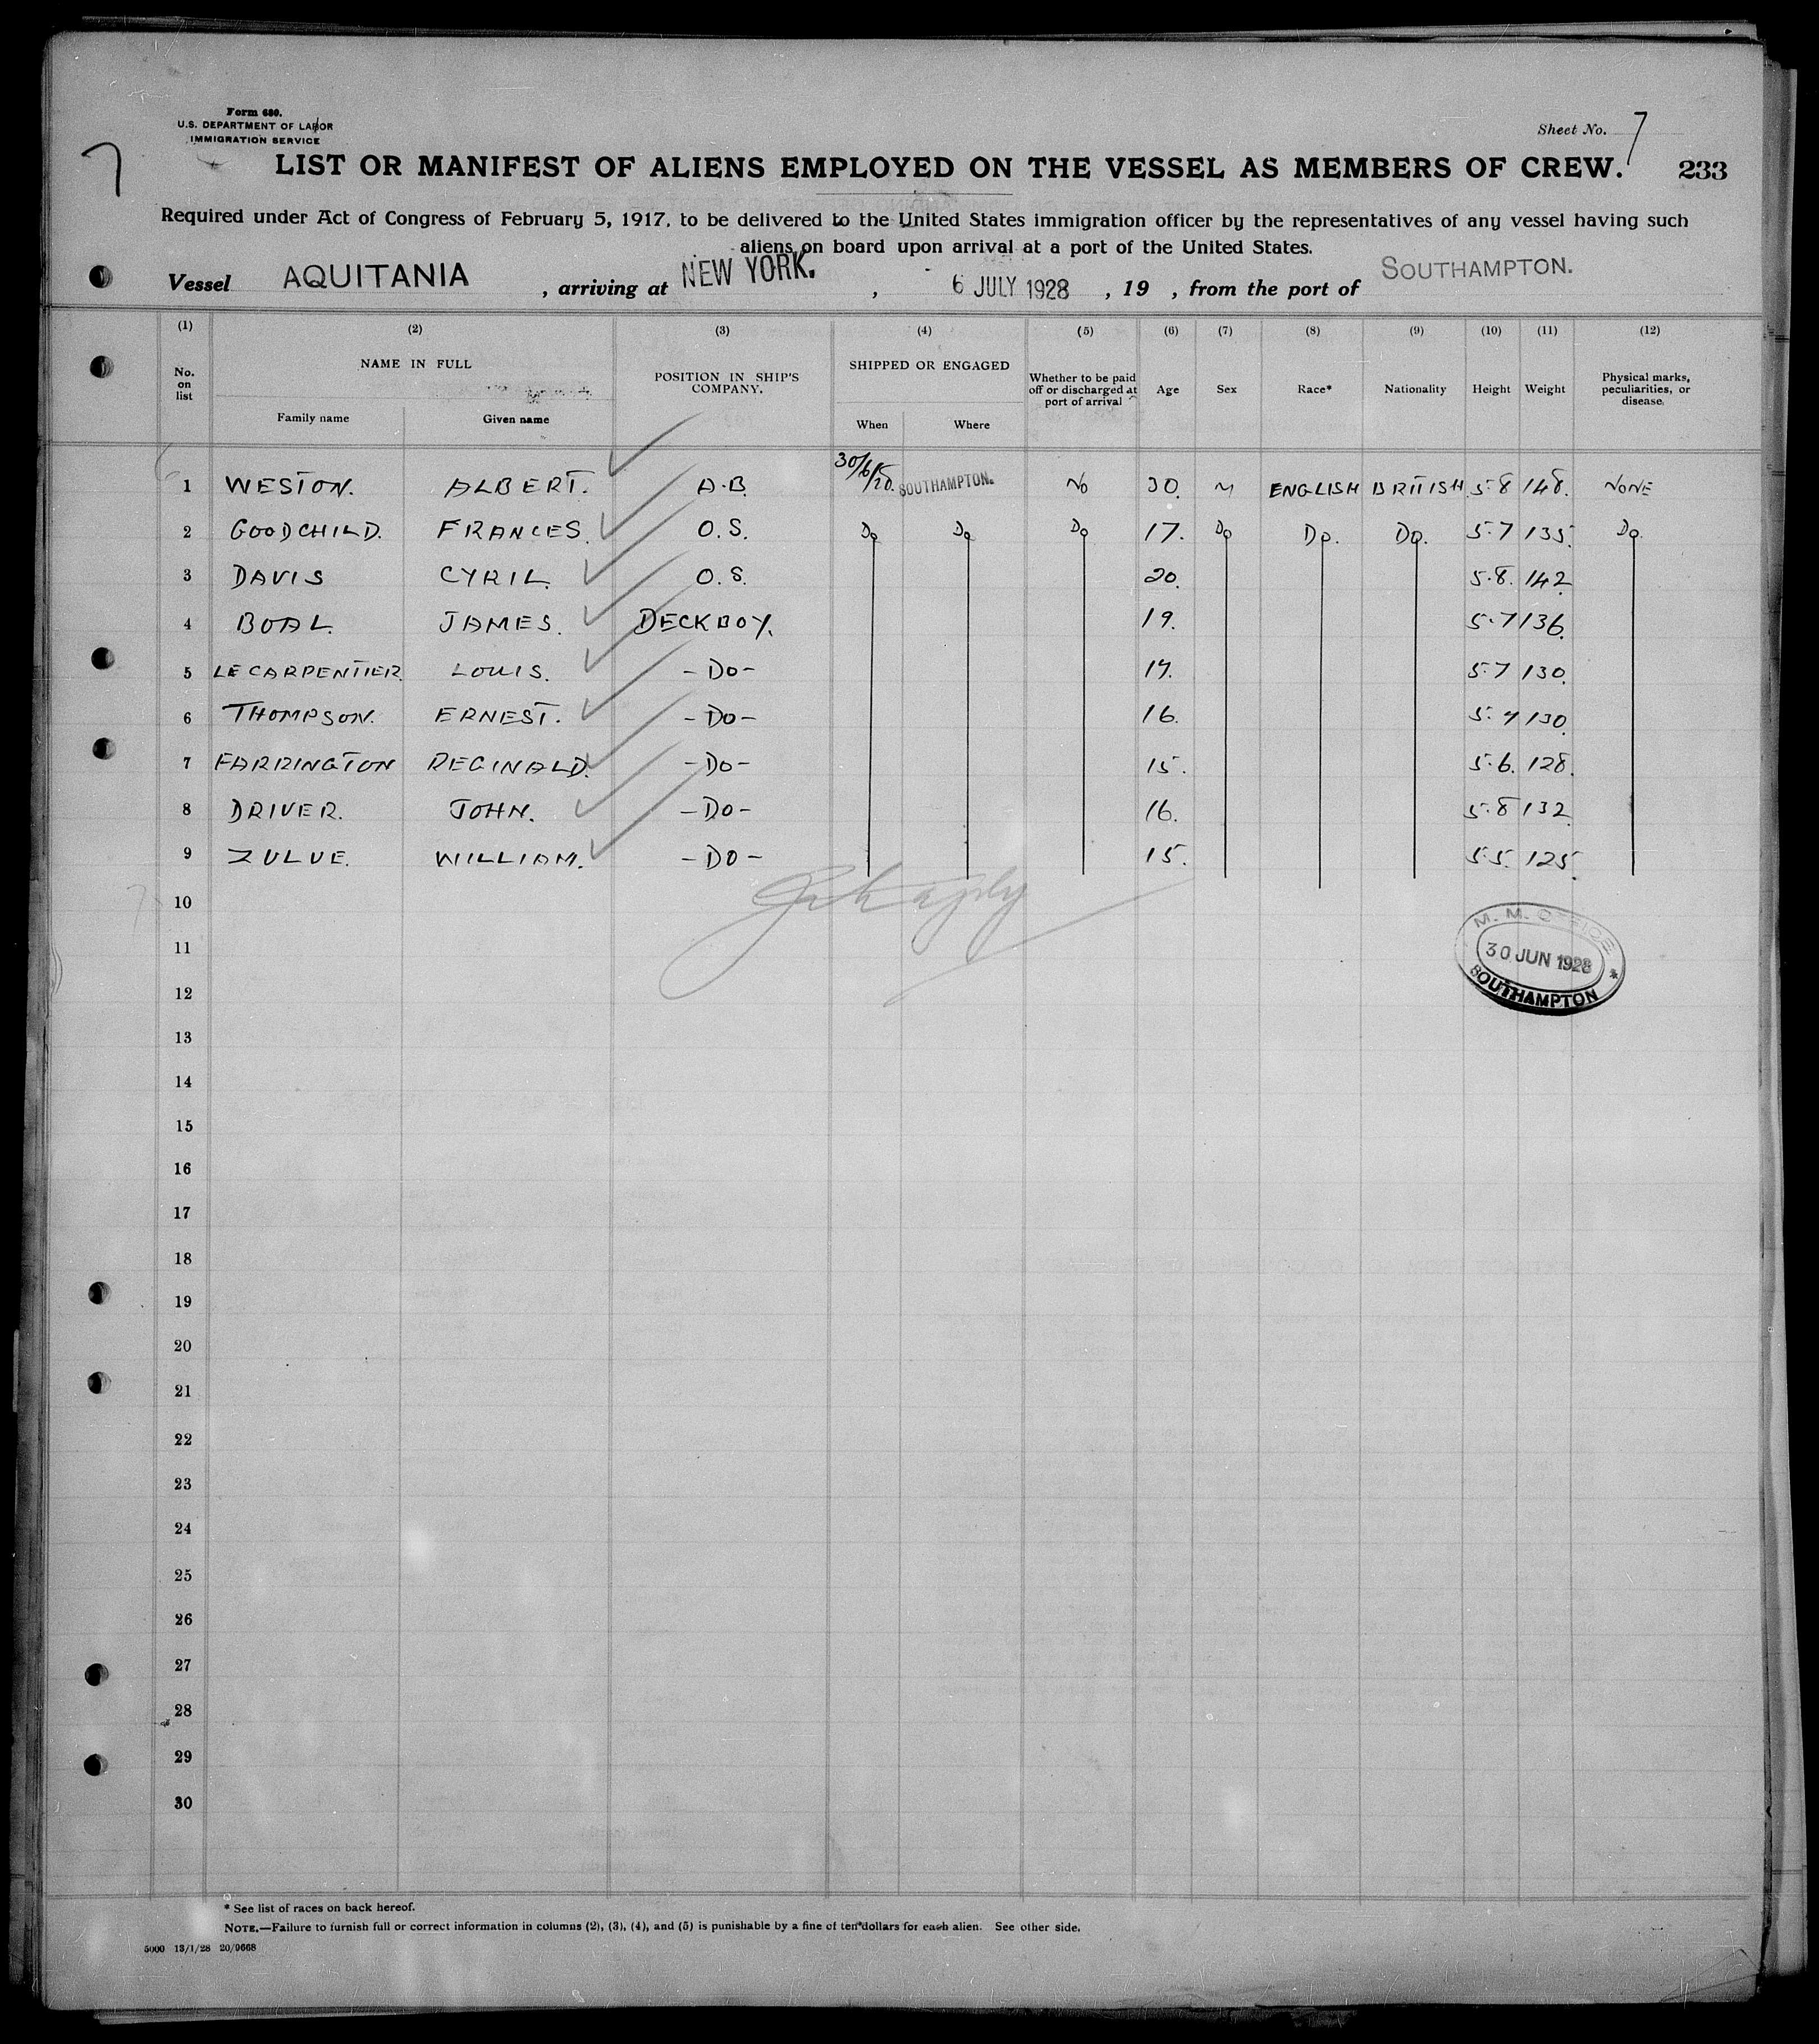 Form 680.
U.S. DEPARTMENT OF LABOR
IMMIGRATION SERVICE
Sheet No. 7
7
LIST OR MANIFEST OF ALIENS EMPLOYED ON THE VESSEL AS MEMBERS OF CREW. 233
Required under Act of Congress of February 5, 1917, to be delivered to the United States immigration officer by the representatives of any vessel having such
aliens on board upon arrival at a port of the United States.
Vessel AQUITANIA , arriving at NEW YORK. , 6 JULY 1928 , 19 , from the port of SOUTHAMPTON.
(1) (2) (3) (4) (5) (6) (7) (8) (9) (10) (11) (12)
No. on list NAME IN FULL POSITION IN SHIP'S COMPANY. SHIPPED OR ENGAGED Whether to be paid off or discharged at port of arrival Age Sex Race* Nationality Height Weight Physical marks, peculiarities, or disease.
Family name Given name When Where
1 WESTON. ALBERT. A.B. 30/6/ SOUTHAMPTON. NO 30. M ENGLISH BRITISH 5.8 148. NONE
2 GOODCHILD. FRANCES. O.S. Do Do Do 17. Do Do. Do. 5.7 135. Do.
3 DAVIS CYRIL. O.S. 20. 5.8. 142
4 BOAL. JAMES. DECKBOY. 19. 5.7 136.
5 LE CARPENTIER. LOUIS. -DO- 5.7 130.
6 THOMPSON. ERNEST. -DO- 16. 130.
7 FARRINGTON REGINALD. -DO- 15. 5.6. 128.
8 DRIVER. JOHN. -DO- 16. 5.8 132.
9 ZULUE. WILLIAM. -DO- 15. 5.5. 125.
10
M. M. OFFICE
30 JUN 1928
SOUTHAMPTON
11
12
13
14
15
16
17
18
19
20
21
22
23
24
25
26
27
28
29
30
* See list of races on back hereof.
NOTE.—Failure to furnish full or correct information in columns (2), (3), (4), and (5) is punishable by a fine of ten dollars for each alien. See other side.
5000 13/1/28 20/9668